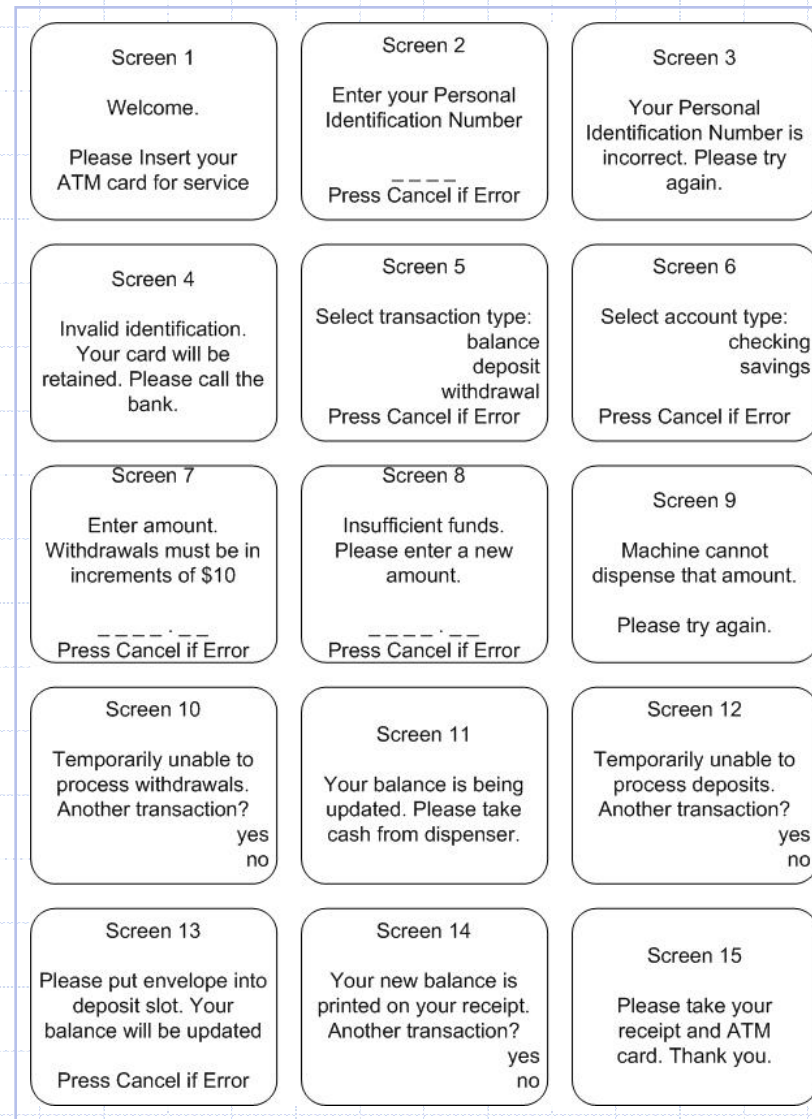 Screen 1
Welcome.
Please Insert your
ATM card for service
Screen 2
Enter your Personal
Identification Number
_ _ _ _
Press Cancel if Error
Screen 3
Your Personal
Identification Number is
incorrect. Please try
again.
Screen 4
Invalid identification.
Your card will be
retained. Please call the
bank.
Screen 5
Select transaction type:
balance
deposit
withdrawal
Press Cancel if Error
Screen 6
Select account type:
checking
savings
Press Cancel if Error
Screen 7
Enter amount.
Withdrawals must be in
increments of $10
_ _ _ _ . _ _
Press Cancel if Error
Screen 8
Insufficient funds.
Please enter a new
amount.
_ _ _ _ . _ _
Press Cancel if Error
Screen 9
Machine cannot
dispense that amount.
Please try again.
Screen 10
Temporarily unable to
process withdrawals.
Another transaction?
yes
no
Screen 11
Your balance is being
updated. Please take
cash from dispenser.
Screen 12
Temporarily unable to
process deposits.
Another transaction?
yes
no
Screen 13
Please put envelope into
deposit slot. Your
balance will be updated
Press Cancel if Error
Screen 14
Your new balance is
printed on your receipt.
Another transaction?
yes
no
Screen 15
Please take your
receipt and ATM
card. Thank you.